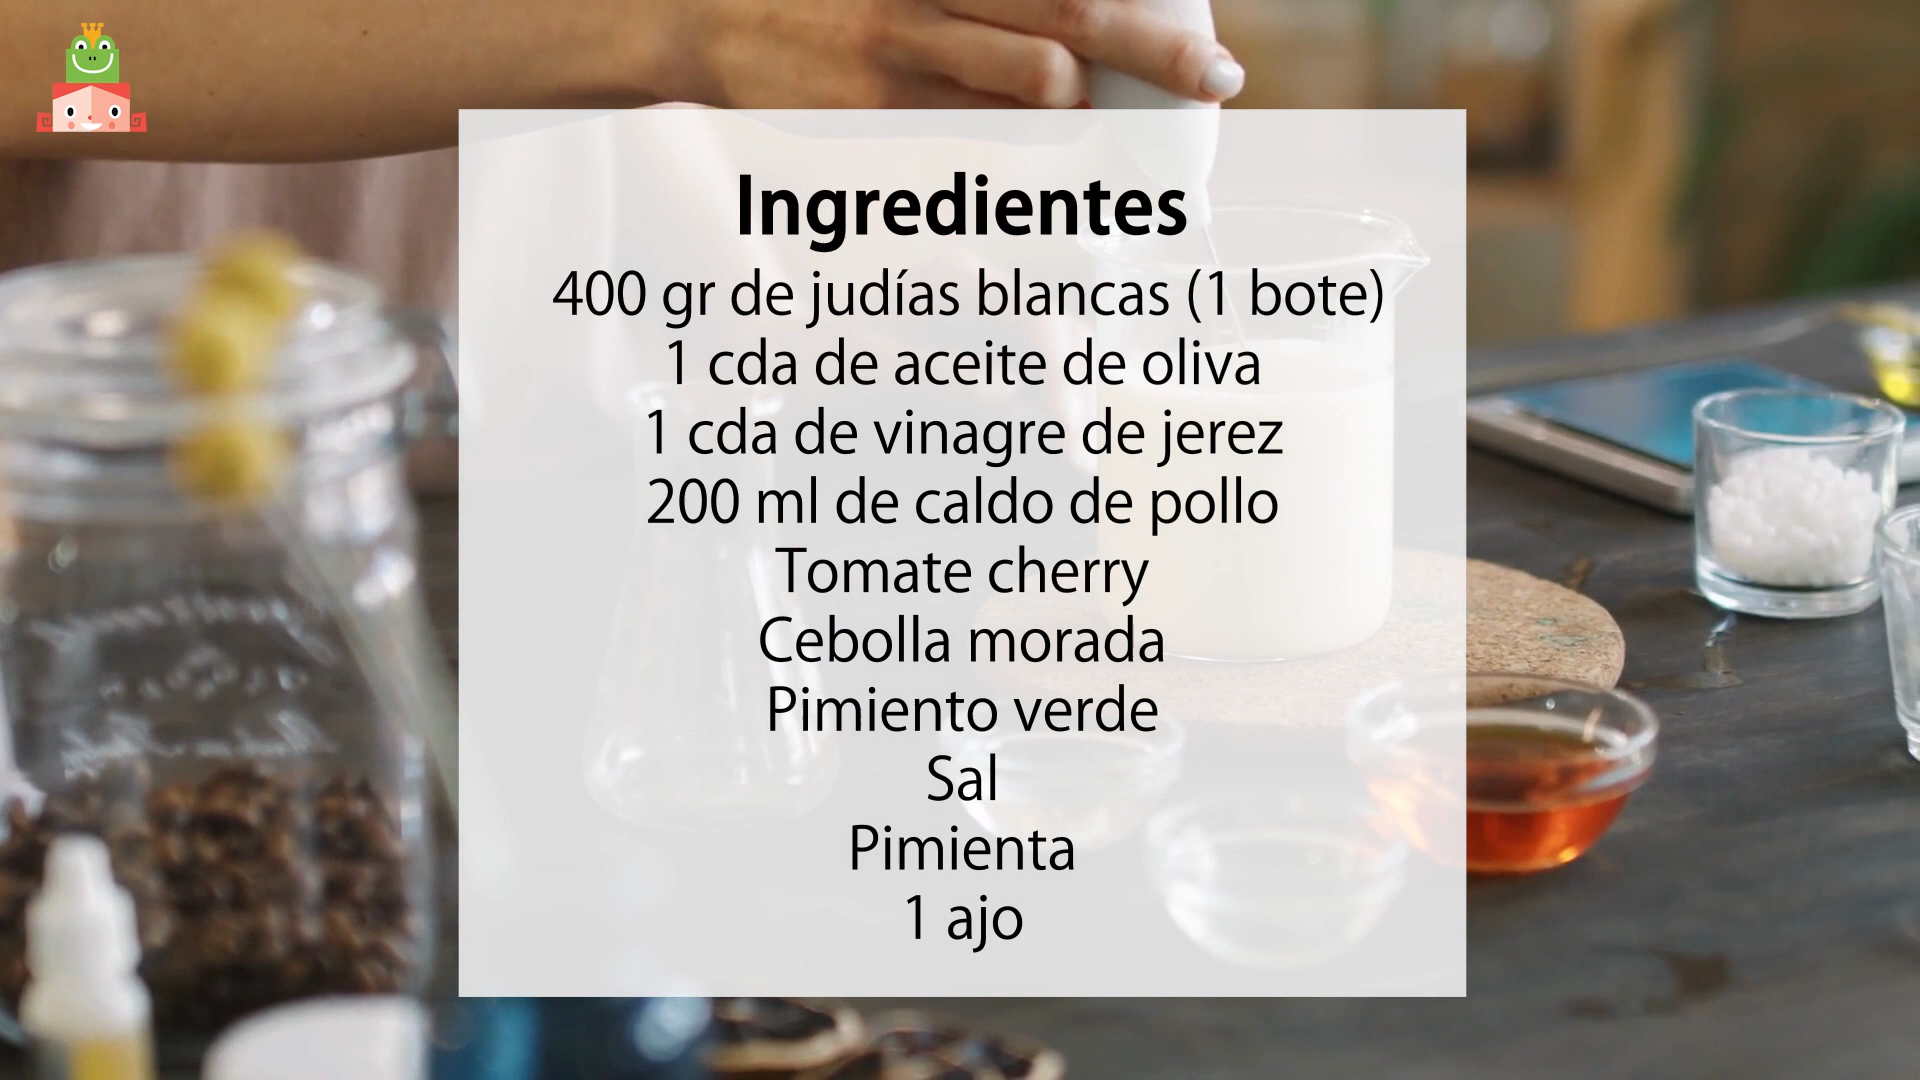 Ingredientes
400 gr de judías blancas (1 bote)
1 cda de aceite de oliva
1 cda de vinagre de jerez
200 ml de caldo de pollo
Tomate cherry
Cebolla morada
Pimiento verde
Sal
Pimienta
1 ajo